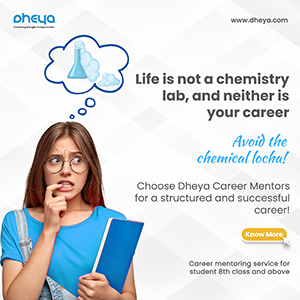 Dheya
www.dheya.com
Life is not a chemistry
lab, and neither is
your career
Avoid the
chemical locha!
Choose Dheya Career Mentors
for a structured and successful
career!
Know More
Career mentoring service for
student 8th class and above